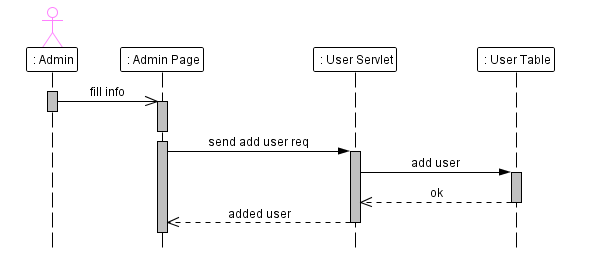 : Admin
: Admin Page
: User Servlet
: User Table
fill info
send add user req
add user
ok
added user